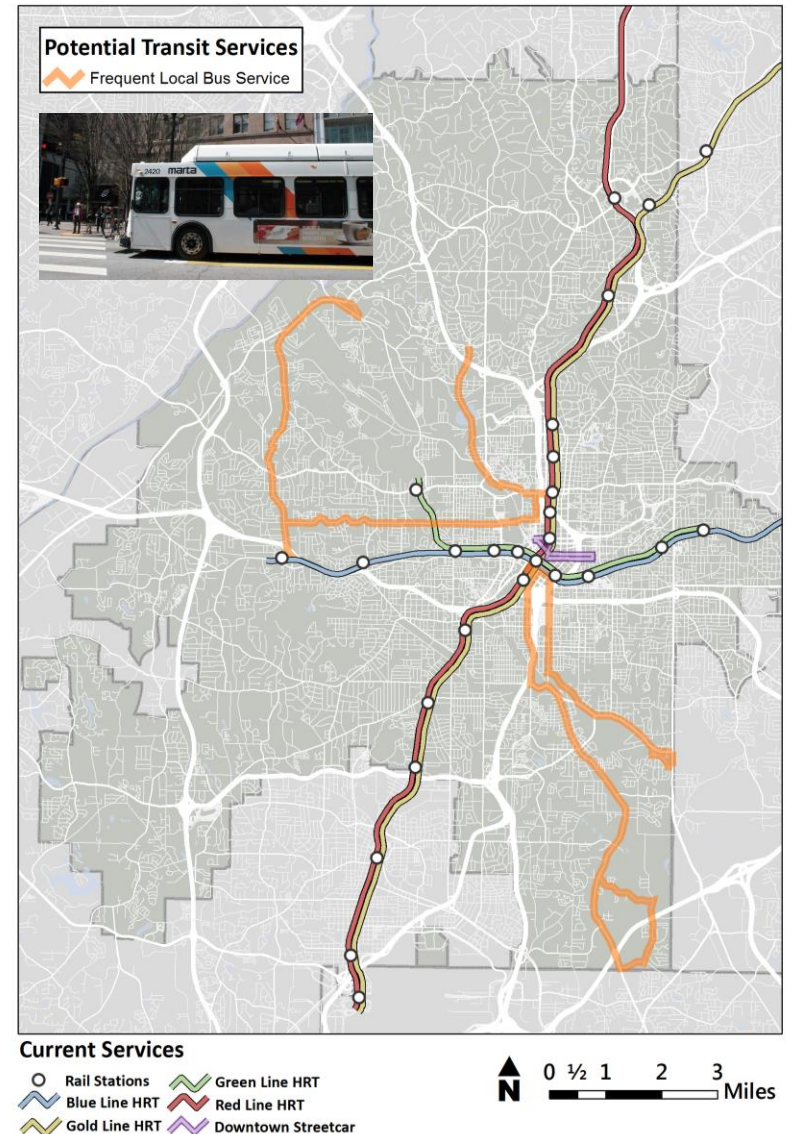 Potential Transit Services
Frequent Local Bus Service
2420 marta
Current Services
Rail Stations
Blue Line HRT
Gold Line HRT
Green Line HRT
Red Line HRT
Downtown Streetcar
N
0 ½ 1 2 3 Miles